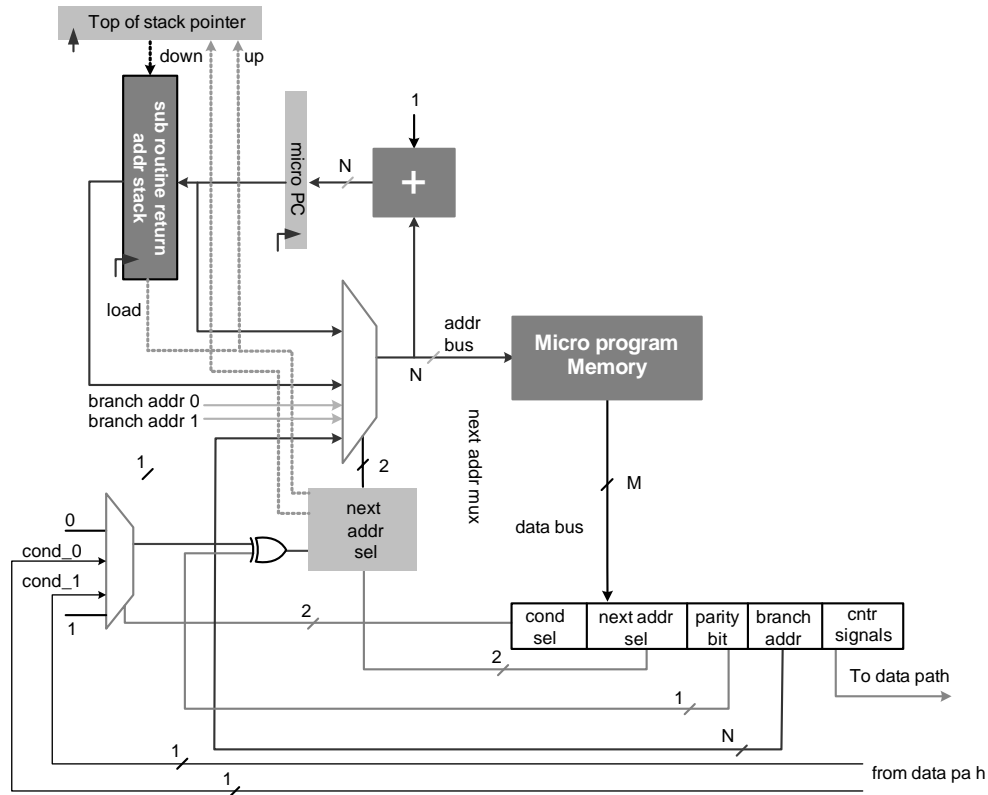 Top of stack pointer
down
up
sub routine return
addr stack
micro PC
1
N
+
load
addr
bus
N
Micro program
Memory
branch addr 0
branch addr 1
2
next addr mux
M
1
next
addr
sel
data bus
0
cond_0
cond_1
1
2
cond
sel
next addr
sel
parity
bit
branch
addr
cntr
signals
2
To data path
1
N
1
from data pa h
1